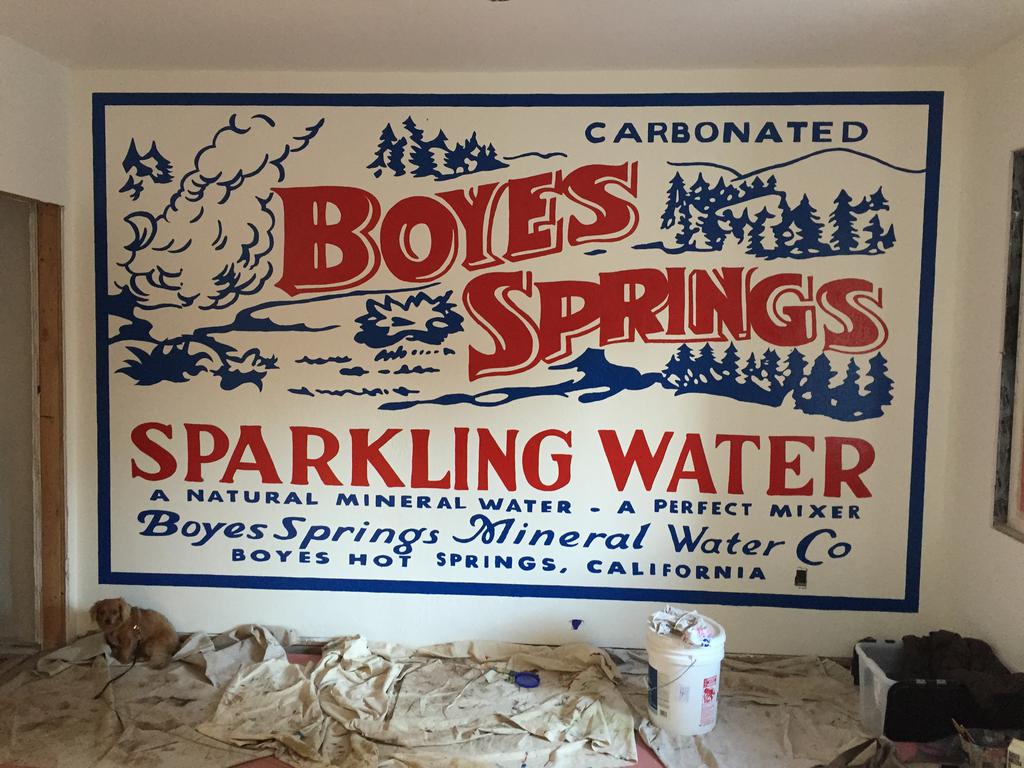 CARBONATED
BOYES
SPRINGS
SPARKLING WATER
A NATURAL MINERAL WATER - A PERFECT MIXER
Boyes Springs Mineral Water Co
BOYES HOT SPRINGS, CALIFORNIA